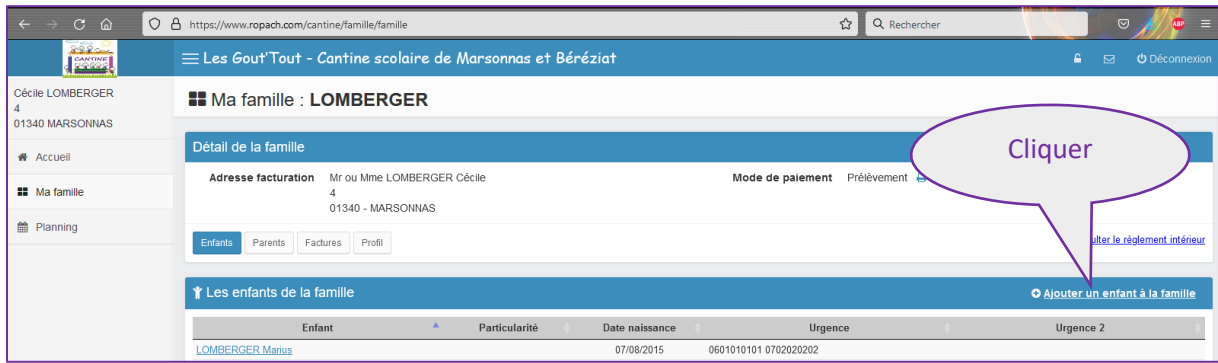 https://www.ropach.com/cantine/famille/famille
Rechercher
ABP
CANTINE
Les Gout'Tout - Cantine scolaire de Marsonnas et Béréziat
Déconnexion
Cécile LOMBERGER
4
01340 MARSONNAS
Accueil
Ma famille
Planning
Ma famille : LOMBERGER
Cliquer
Détail de la famille
Adresse facturation Mr ou Mme LOMBERGER Cécile
4
01340 - MARSONNAS
Mode de paiement Prélèvement
Enfants Parents Factures Profil
ulter le règlement intérieur
Les enfants de la famille
Ajouter un enfant à la famille
Enfant Particularité Date naissance Urgence Urgence 2
LOMBERGER Marius 07/08/2015 0601010101 0702020202